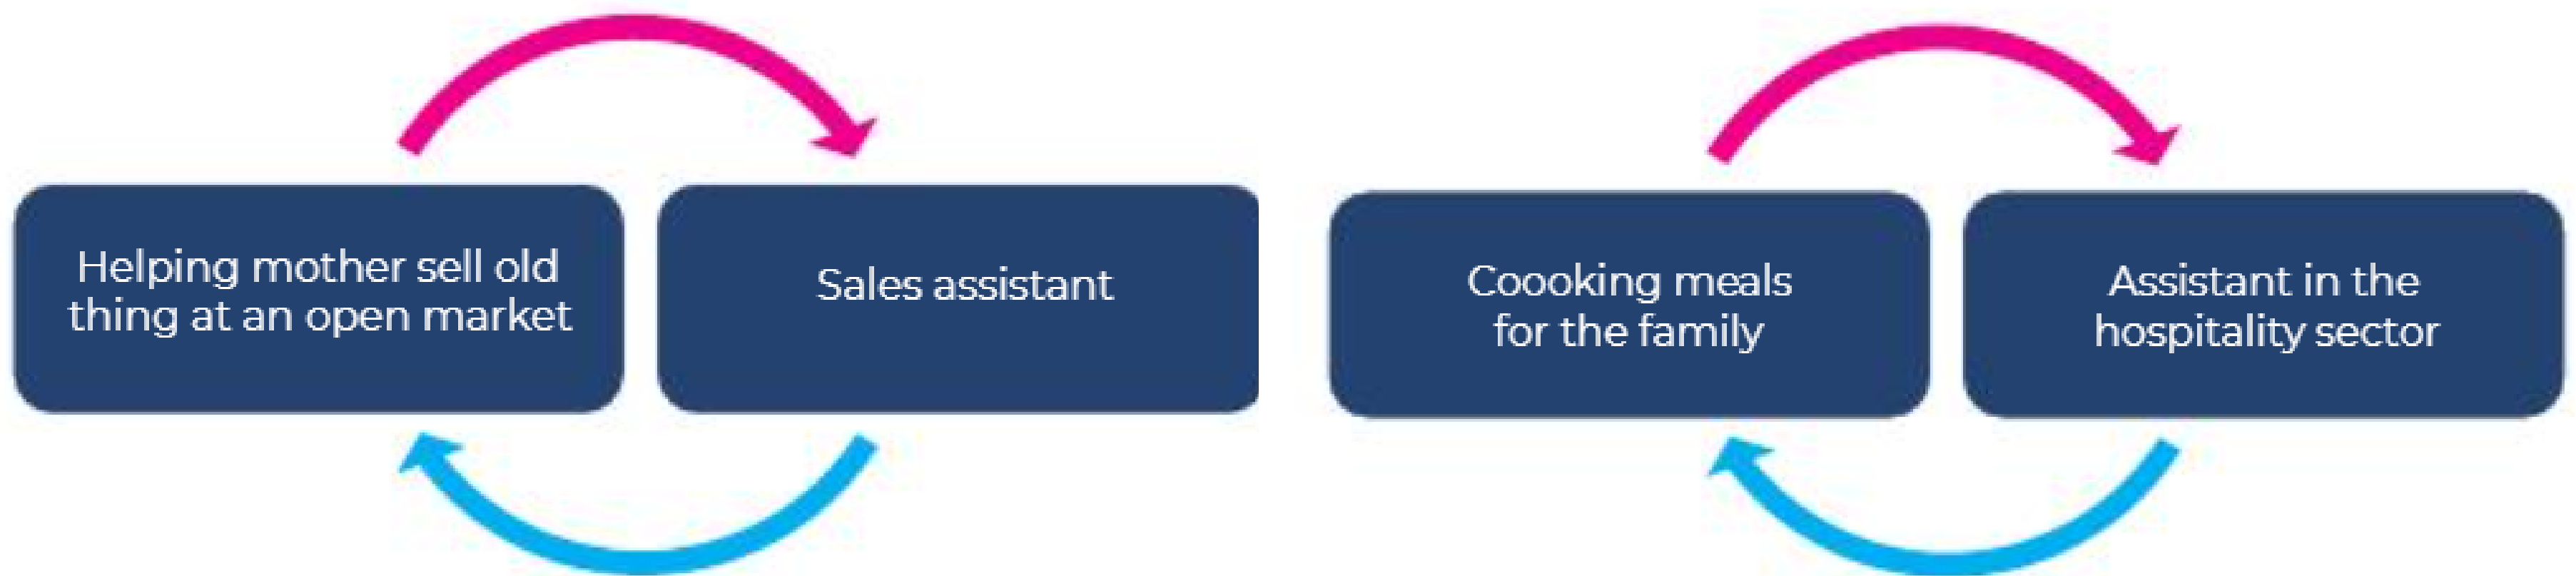 Helping mother sell old
thing at an open market
Sales assistant
Coooking meals
for the family
Assistant in the
hospitality sector